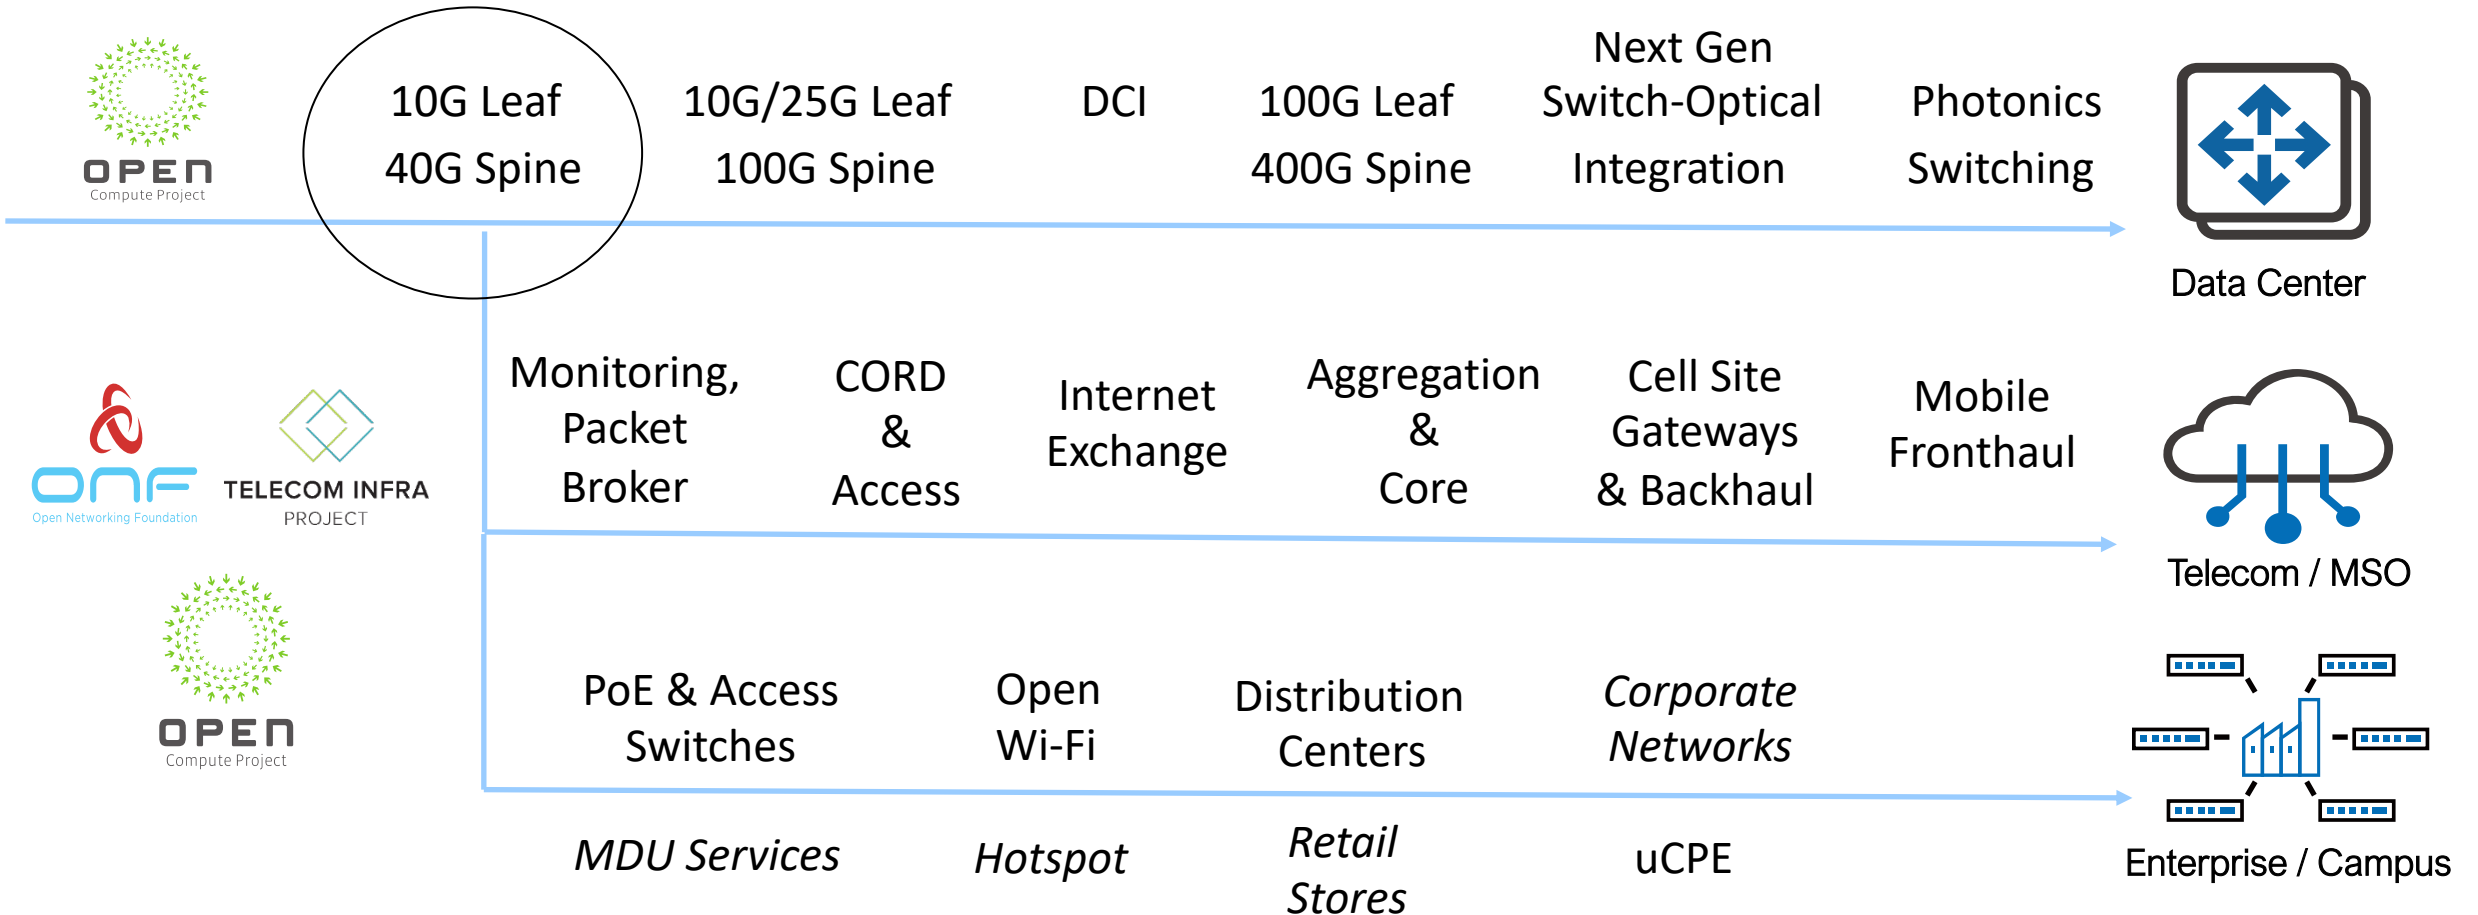 OPEN
Compute Project
10G Leaf
40G Spine
10G/25G Leaf
100G Spine
DCI
100G Leaf
400G Spine
Next Gen
Switch-Optical
Integration
Photonics
Switching
Data Center
ONF
Open Networking Foundation
TELECOM INFRA
PROJECT
Monitoring,
Packet
Broker
CORD
&
Access
Internet
Exchange
Aggregation
&
Core
Cell Site
Gateways
& Backhaul
Mobile
Fronthaul
Telecom / MSO
OPEN
Compute Project
PoE & Access
Switches
Open
Wi-Fi
Distribution
Centers
Corporate
Networks
MDU Services
Hotspot
Retail
Stores
uCPE
Enterprise / Campus